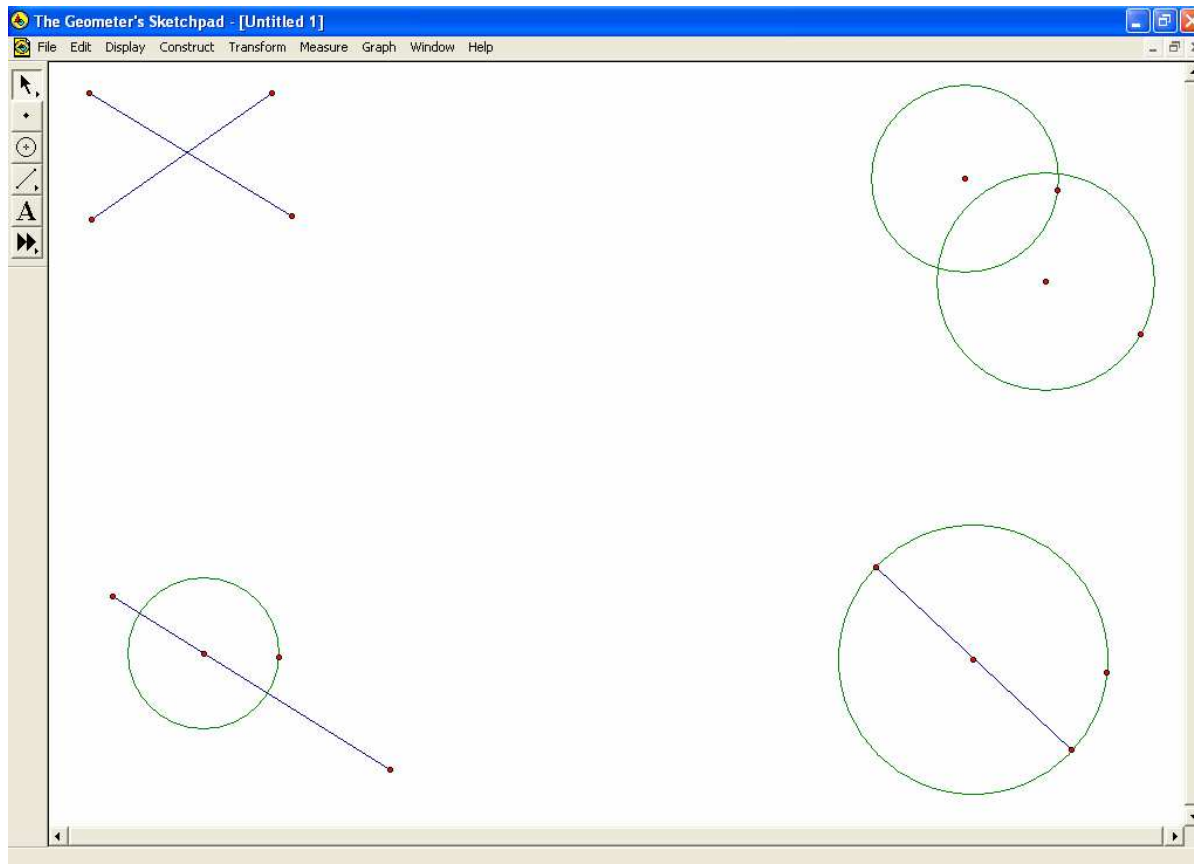 The Geometer's Sketchpad - [Untitled 1]
File Edit Display Construct Transform Measure Graph Window Help
A